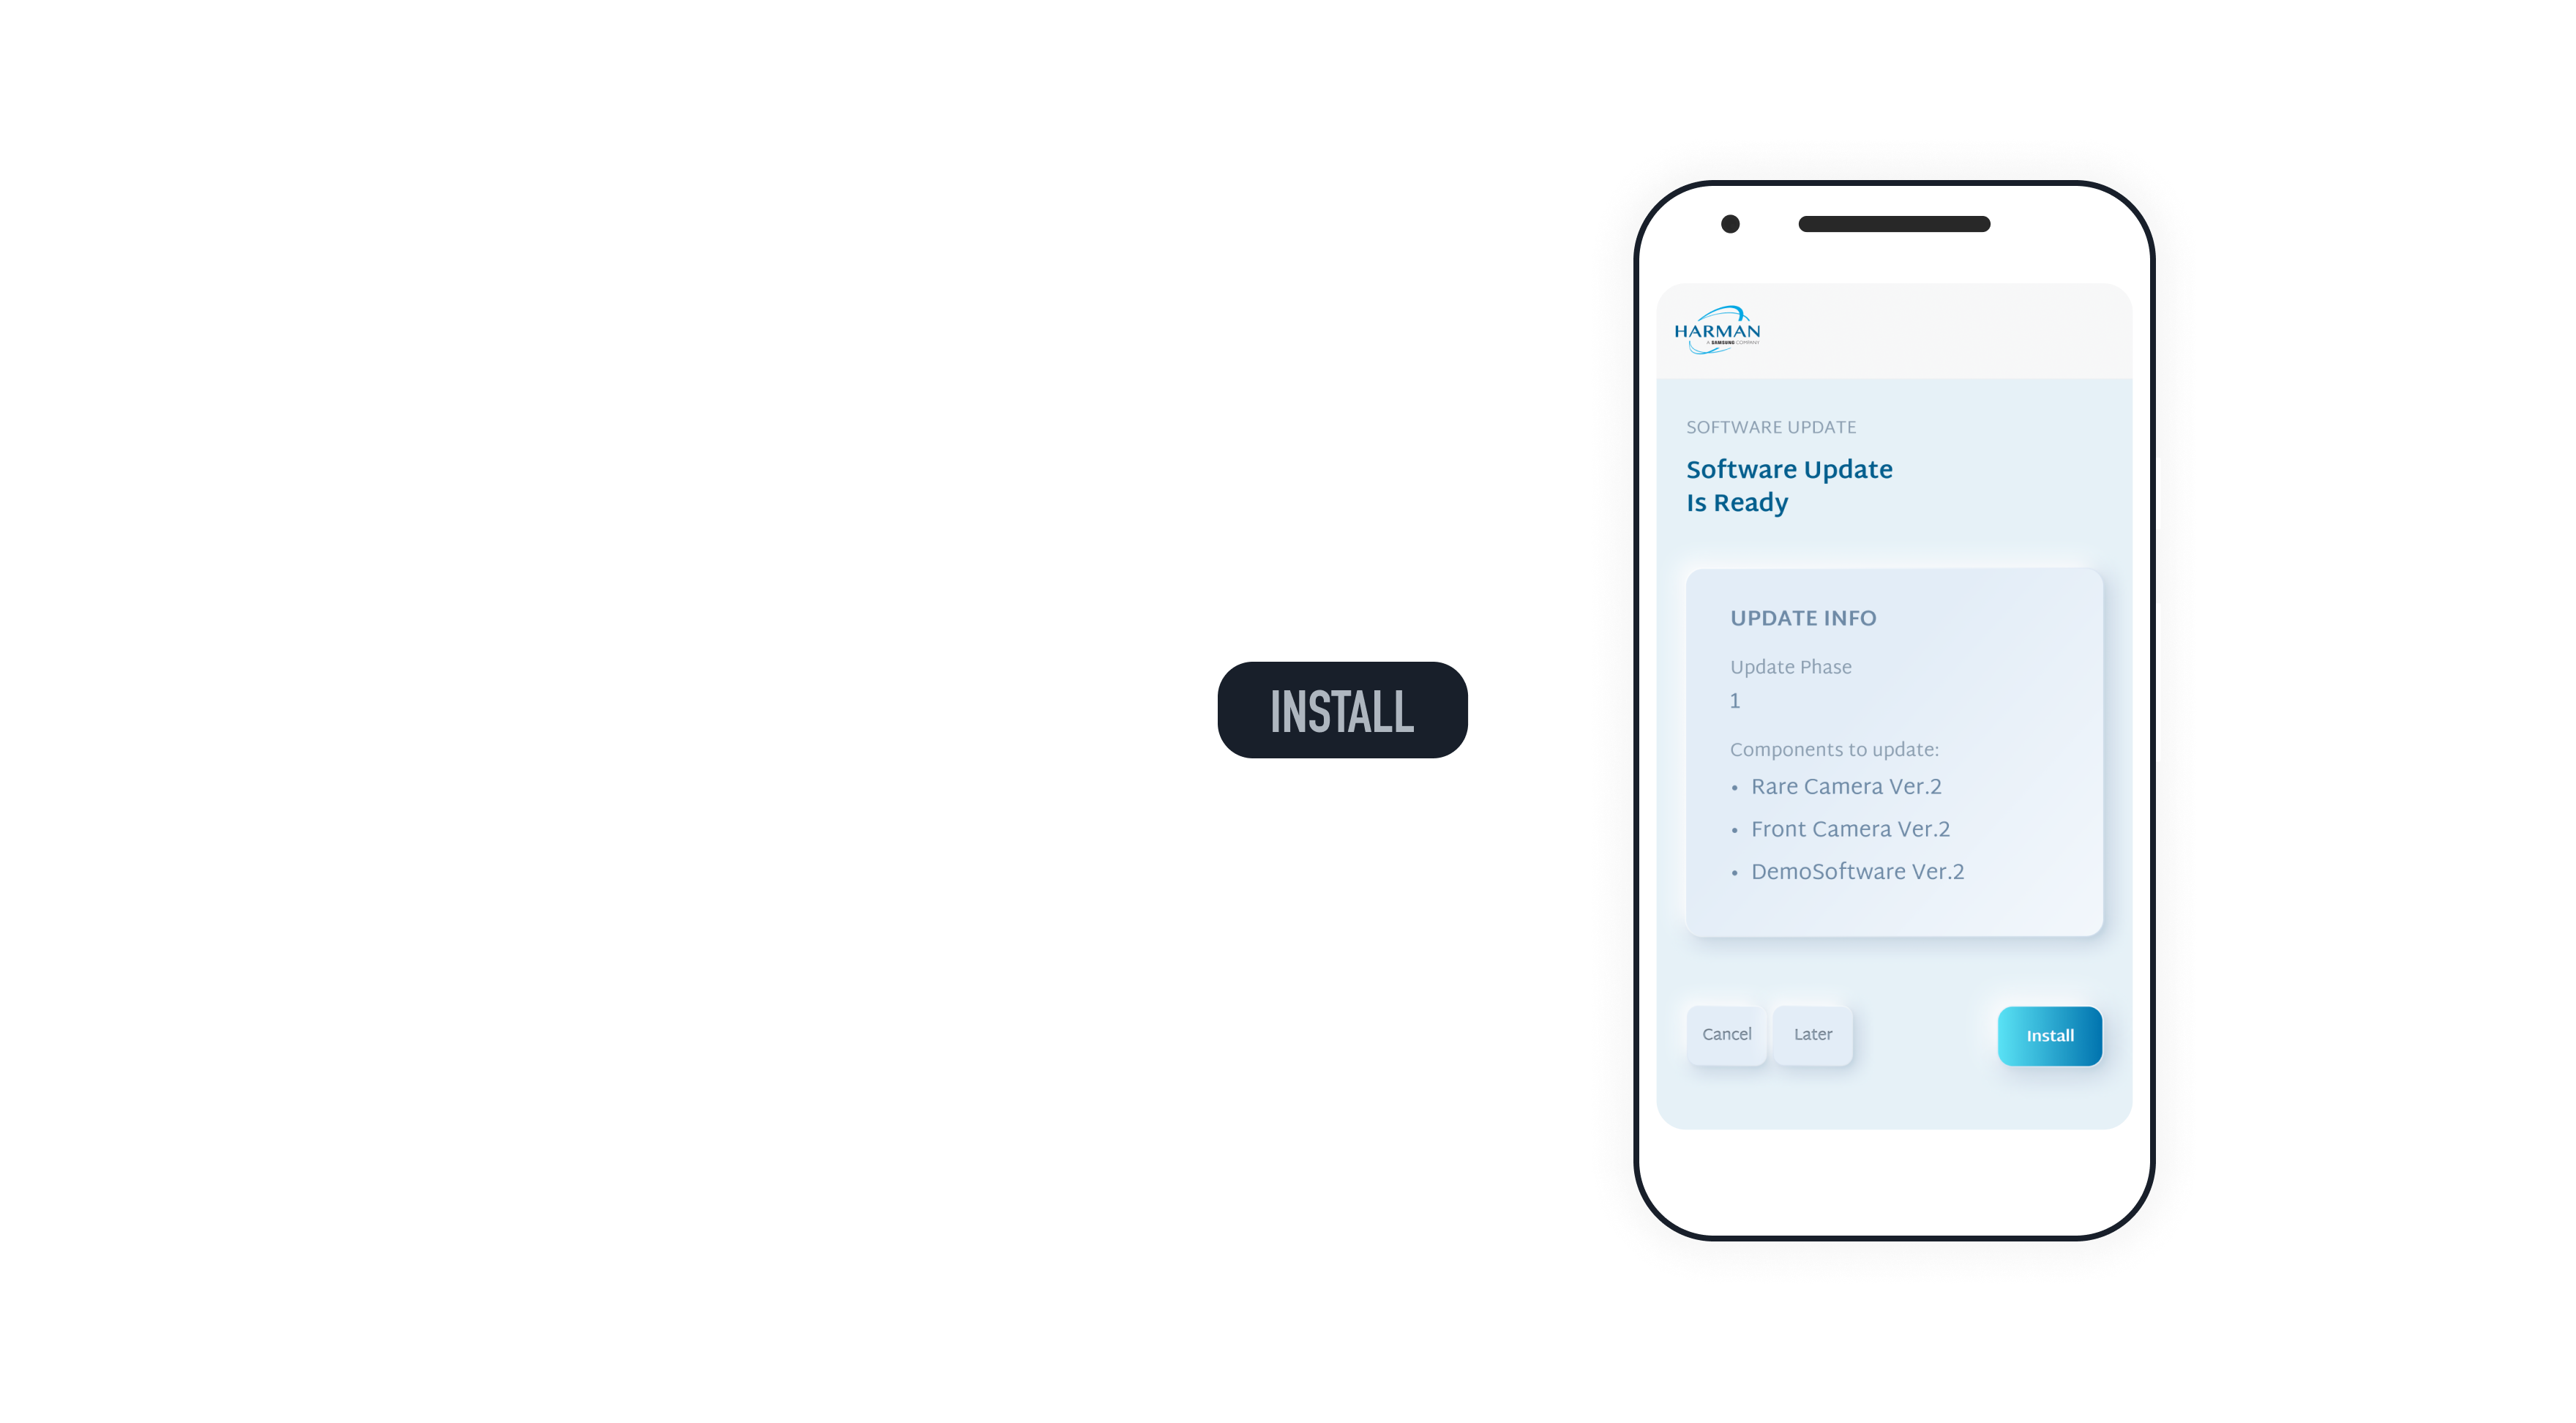 INSTALL
HARMAN
A SAMSUNG COMPANY
SOFTWARE UPDATE
Software Update
Is Ready
UPDATE INFO
Update Phase
1
Components to update:
• Rare Camera Ver.2
• Front Camera Ver.2
• DemoSoftware Ver.2
Cancel Later Install